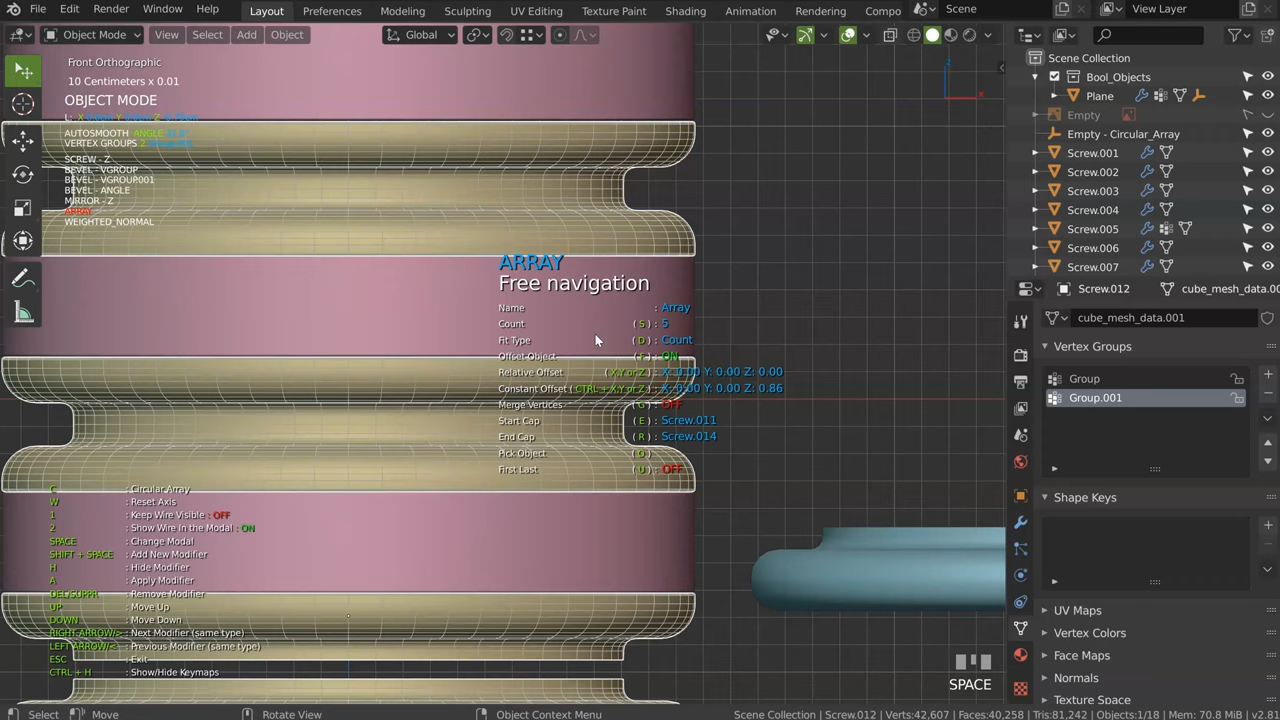 File Edit Render Window Help Layout Preferences Modeling Sculpting UV Editing Texture Paint Shading Animation Rendering Compo Scene View Layer
Object Mode View Select Add Object Global
Front Orthographic
10 Centimeters x 0.01
OBJECT MODE
AUTOSMOOTH ANGLE
VERTEX GROUPS 2
SCREW - Z
BEVEL - VGROUP
BEVEL - VGROUP.001
BEVEL - ANGLE
MIRROR - Z
ARRAY
WEIGHTED_NORMAL
ARRAY
Free navigation
Name : Array
Count ( S ) : 5
Fit Type ( D ) : Count
Offset Object ( F ) : ON
Relative Offset ( X,Y or Z ) : X: 0.00 Y: 0.00 Z: 0.00
Constant Offset ( CTRL + X,Y or Z ) : X: 0.00 Y: 0.00 Z: 0.86
Merge Vertices ( G ) : OFF
Start Cap ( E ) : Screw.011
End Cap ( R ) : Screw.014
Pick Object ( O )
First Last ( U ) : OFF
C : Circular Array
W : Reset Axis
1 : Keep Wire Visible : OFF
2 : Show Wire In the Modal : ON
SPACE : Change Modal
SHIFT + SPACE : Add New Modifier
H : Hide Modifier
A : Apply Modifier
DEL/SUPPR : Remove Modifier
UP : Move Up
DOWN : Move Down
RIGHT ARROW/> : Next Modifier (same type)
LEFT ARROW/< : Previous Modifier (same type)
ESC : Exit
CTRL + H : Show/Hide Keymaps
SPACE
z
x
Scene Collection
Bool_Objects
Plane
Empty
Empty - Circular_Array
Screw.001
Screw.002
Screw.003
Screw.004
Screw.005
Screw.006
Screw.007
Screw.012 cube_mesh_data.00
cube_mesh_data.001
Vertex Groups
Group
Group.001
Shape Keys
UV Maps
Vertex Colors
Face Maps
Normals
Texture Space
Select Move Rotate View Object Context Menu Scene Collection | Screw.012 | Verts:42,607 | Faces:40,258 | Tris:81,242 | Objects:1/18 | Mem: 70.8 MiB | v2.8